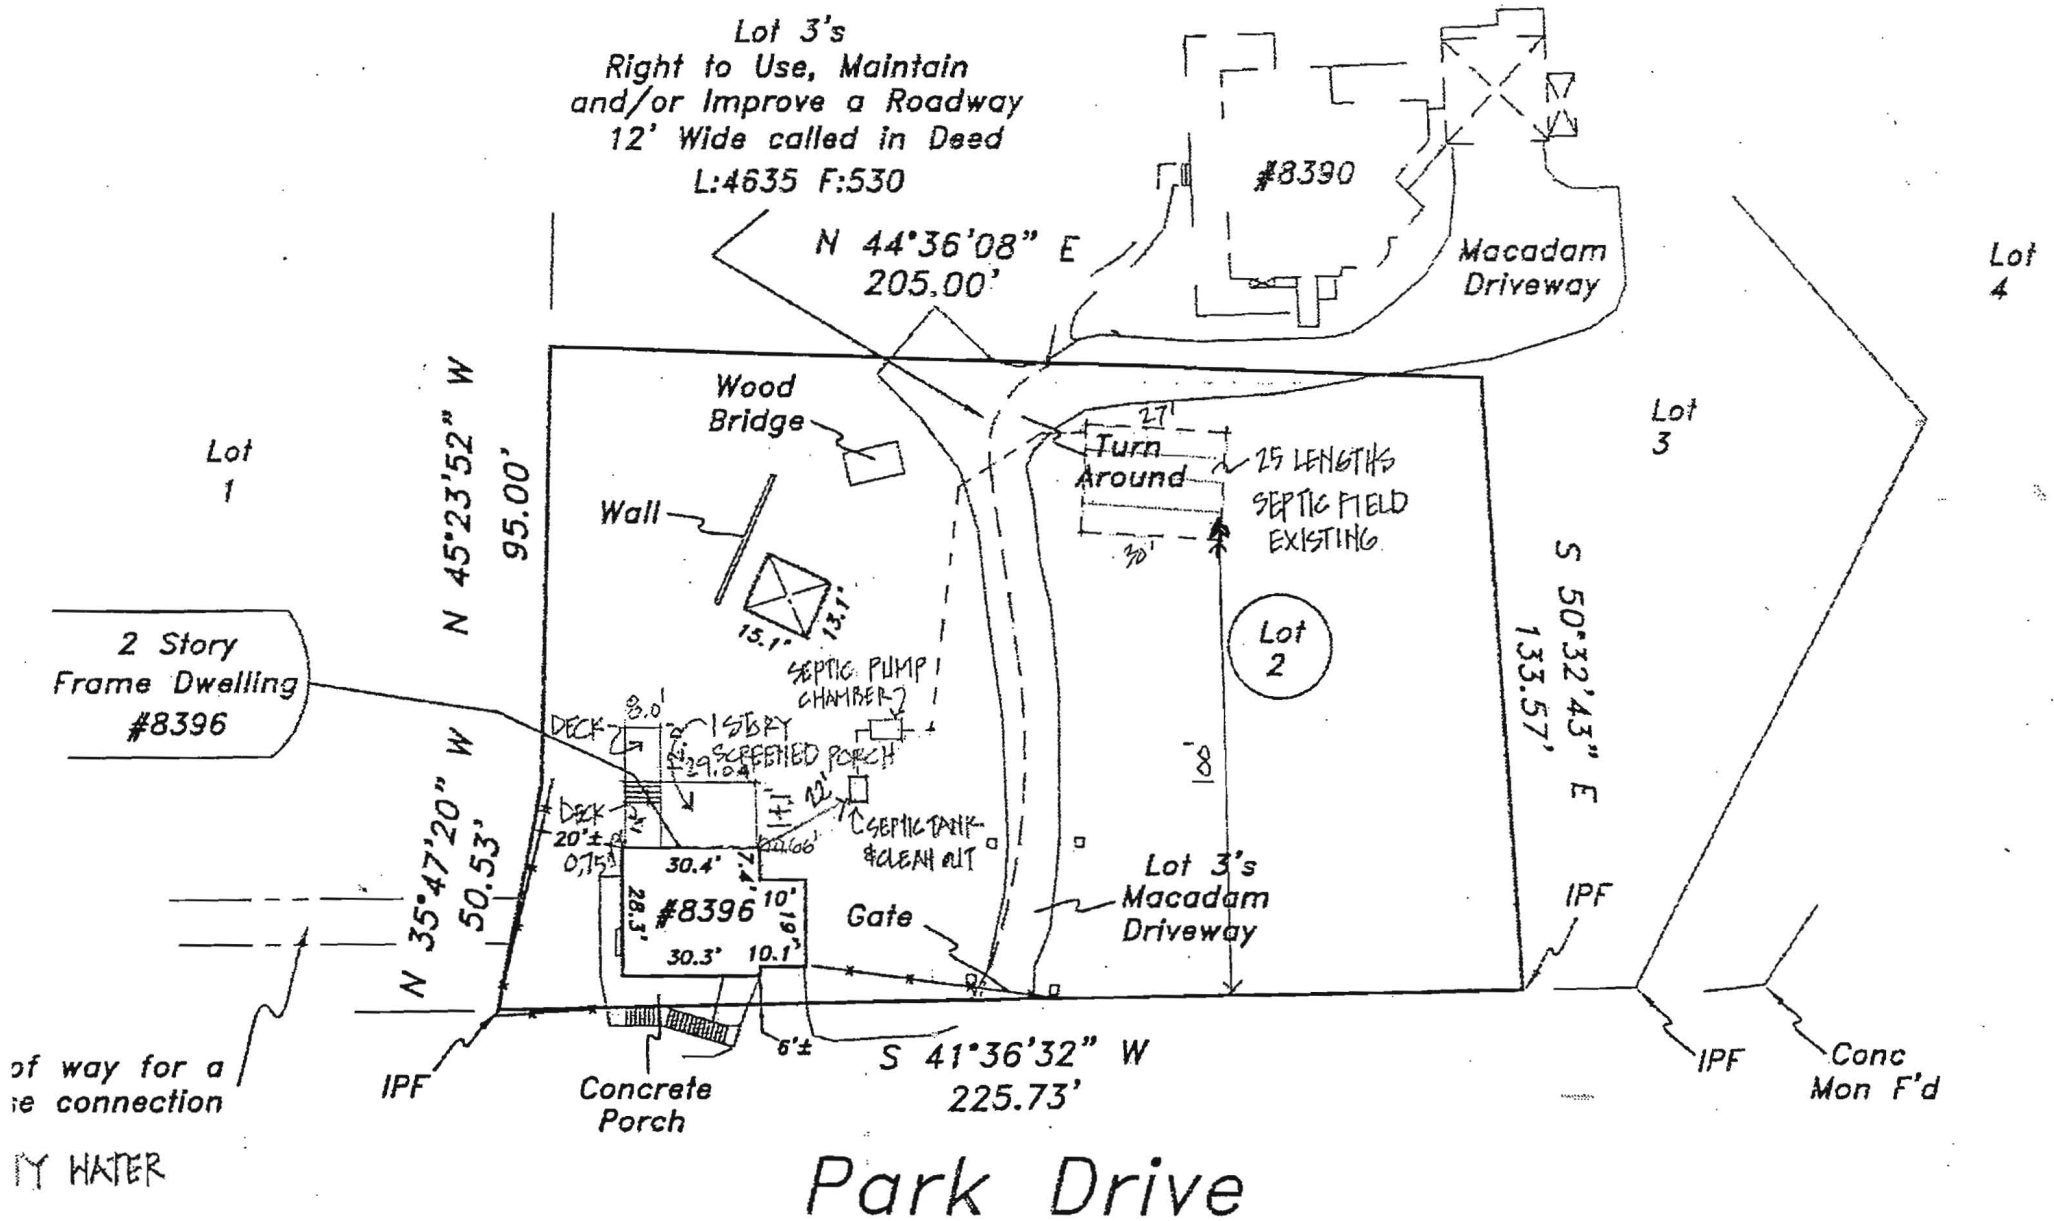 Lot 3's
Right to Use, Maintain
and/or Improve a Roadway
12' Wide called in Deed
L:4635 F:530
N 44°36'08" E
205.00'
#8390
Macadam
Driveway
Lot
4
Lot
3
Lot
1
N 45°23'52" W
95.00'
Wood
Bridge
Wall
15.1'
13.1'
27'
Turn
Around
30'
25 LENGTHS
SEPTIC FIELD
EXISTING
Lot
2
S 50°32'43" E
133.57'
2 Story
Frame Dwelling
#8396
SEPTIC PUMP
CHAMBER
8.0'
DECK
1 STORY
SCREENED PORCH
DECK
20'±
0.75'
22'
SEPTIC TANK
& CLEAN OUT
N 35°47'20" W
50.53'
30.4'
7.4'
28.3'
#8396
10'
19'
30.3'
10.1'
Gate
Lot 3's
Macadam
Driveway
IPF
of way for a
connection
IPF
Concrete
Porch
6'±
S 41°36'32" W
225.73'
IPF
Conc
Mon F'd
Park Drive